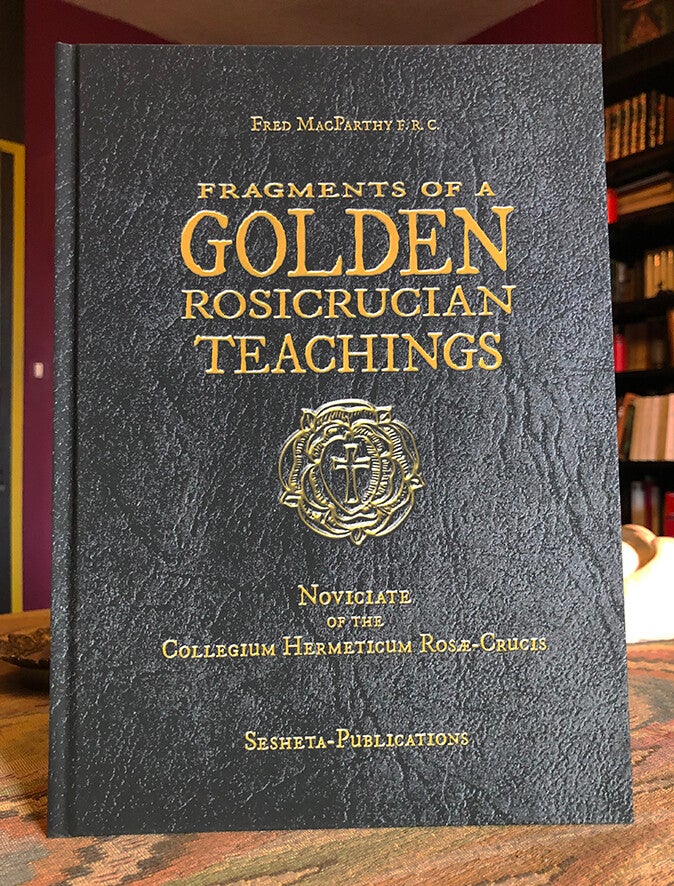 Fred MacParthy F. R. C.
FRAGMENTS OF A
GOLDEN
ROSICRUCIAN
TEACHINGS
Noviciate
of the
Collegium Hermeticum Rosæ-Crucis
Sesheta-Publications